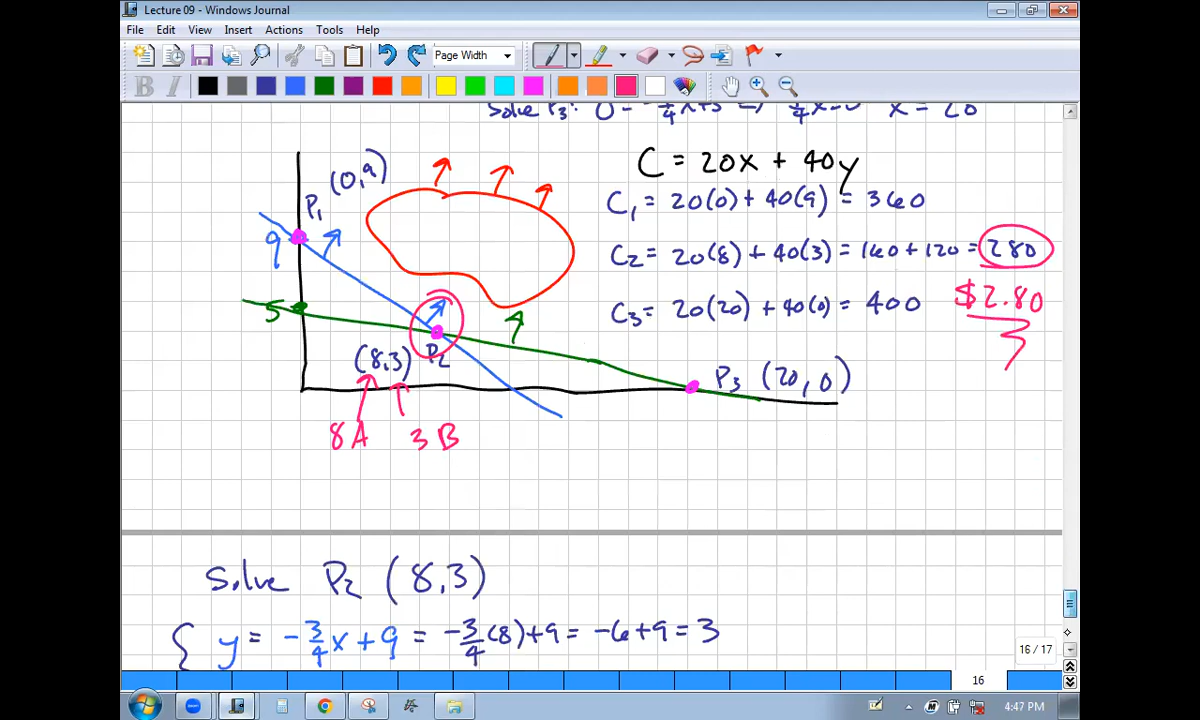 Lecture 09 - Windows Journal
File Edit View Insert Actions Tools Help
Page Width
B I
x = 20
C = 20x + 40y
(0,9)
P1
C1 = 20(0) + 40(9) = 360
9
C2 = 20(8) + 40(3) = 160 + 120 = 280
$2.80
5
C3 = 20(20) + 40(0) = 400
(8,3) P2
P3 (20,0)
8A 3B
Solve P2 (8,3)
{ y = -3/4 x + 9 = -3/4 (8) + 9 = -6 + 9 = 3
16 / 17
16
4:47 PM